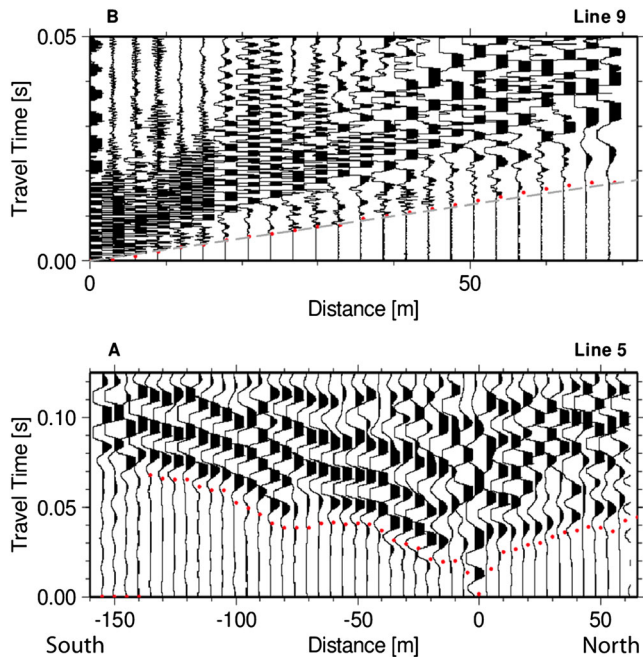 B Line 9
0.05
Travel Time [s]
0.00
0 50
Distance [m]
A Line 5
0.10
Travel Time [s]
0.05
0.00
-150 -100 -50 0 50
South Distance [m] North